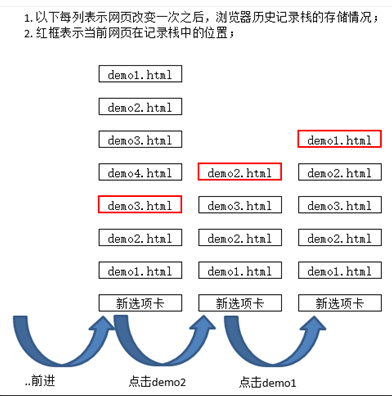 1. 以下每列表示网页改变一次之后，浏览器历史记录栈的存储情况；
2. 红框表示当前网页在记录栈中的位置；
demo1.html
demo2.html
demo3.html demo1.html
demo4.html demo2.html demo2.html
demo3.html demo3.html demo3.html
demo2.html demo2.html demo2.html
demo1.html demo1.html demo1.html
新选项卡 新选项卡 新选项卡
..前进 点击demo2 点击demo1